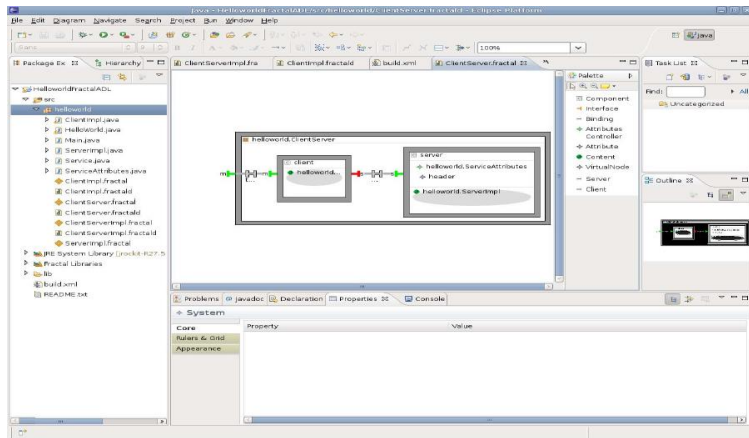 Java - HelloworldFractalADL/src/helloworld/ClientServer.fractald - Eclipse Platform
File Edit Diagram Navigate Search Project Run Window Help
100%
Java
Package Ex
Hierarchy
ClientServerImpl.fra
ClientImpl.fractald
build.xml
ClientServer.fractal
Task List
HelloworldFractalADL
src
helloworld
ClientImpl.java
HelloWorld.java
Main.java
ServerImpl.java
Service.java
ServiceAttributes.java
ClientImpl.fractal
ClientImpl.fractald
ClientServer.fractal
ClientServer.fractald
ClientServerImpl.fractal
ClientServerImpl.fractald
ServerImpl.fractal
JRE System Library [jrockit-R27.5
Fractal Libraries
lib
build.xml
README.txt
helloworld.ClientServer
m
client
helloworld...
server
helloworld.ServiceAttributes
header
helloworld.ServerImpl
Palette
Component
Interface
Binding
Attributes
Controller
Attribute
Content
VirtualNode
Server
Client
Find:
All
Uncategorized
Outline
Problems
Javadoc
Declaration
Properties
Console
System
Core
Rulers & Grid
Appearance
Property
Value